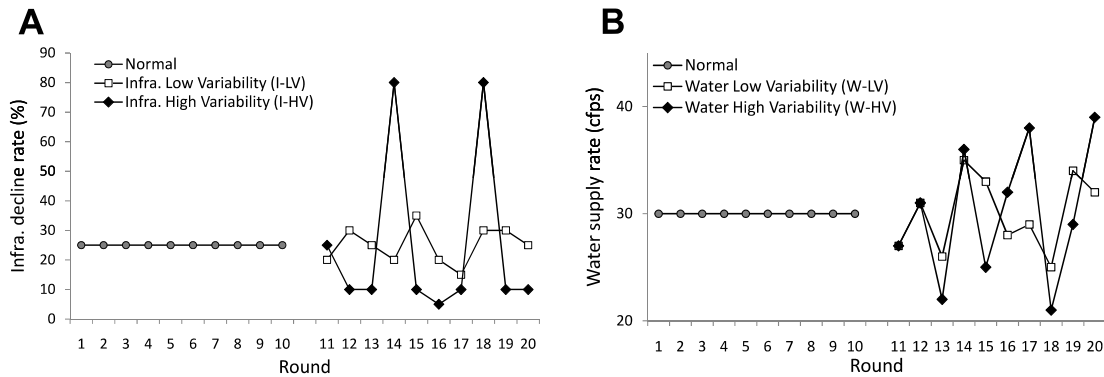 A
Infra. decline rate (%)
90
80
70
60
50
40
30
20
10
0
Normal
Infra. Low Variability (I-LV)
Infra. High Variability (I-HV)
1 2 3 4 5 6 7 8 9 10 11 12 13 14 15 16 17 18 19 20
Round
B
Water supply rate (cfps)
40
30
20
Normal
Water Low Variability (W-LV)
Water High Variability (W-HV)
1 2 3 4 5 6 7 8 9 10 11 12 13 14 15 16 17 18 19 20
Round